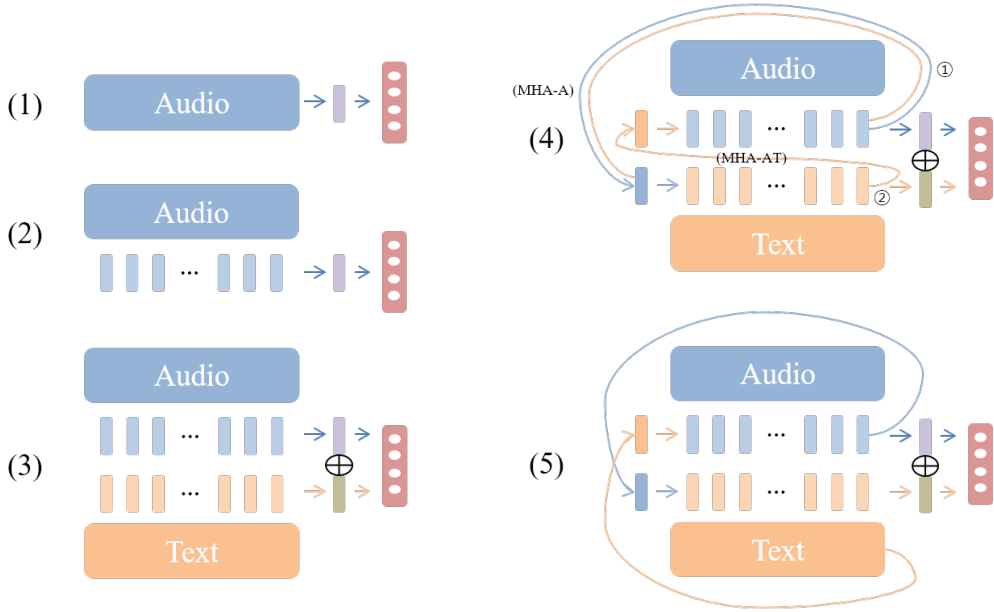 (1)
Audio
(2)
Audio
...
(3)
Audio
...
...
Text
(4)
Audio
①
(MHA-A)
...
(MHA-AT)
...
②
Text
(5)
Audio
...
...
Text